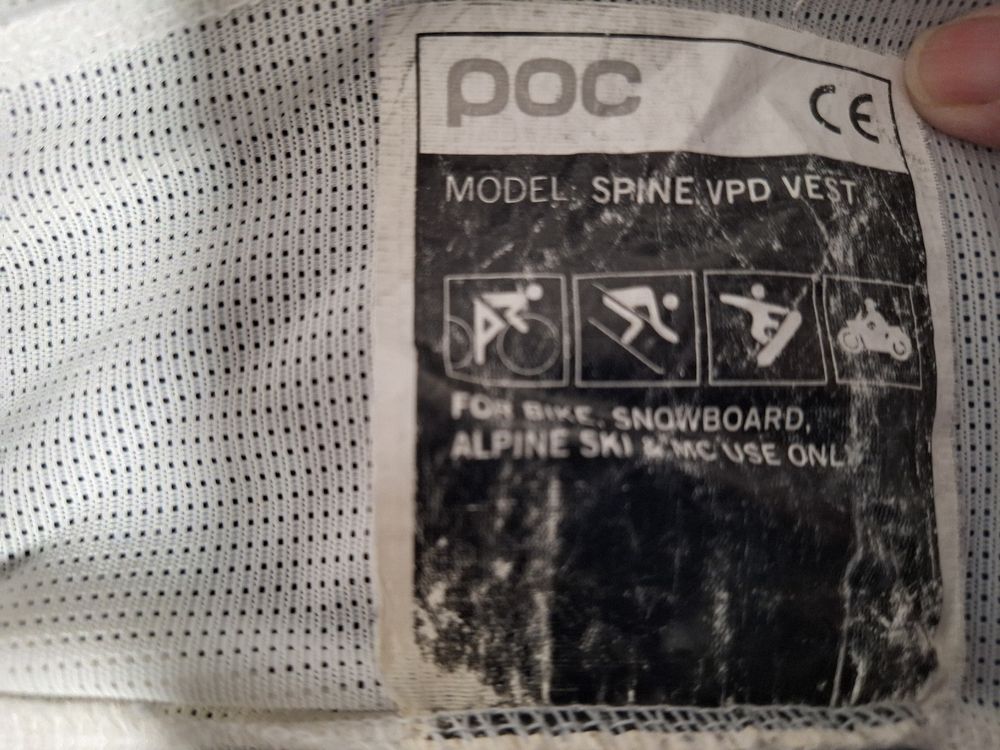 POC
CE
MODEL: SPINE VPD VEST
FOR BIKE, SNOWBOARD,
ALPINE SKI & MC USE ONLY